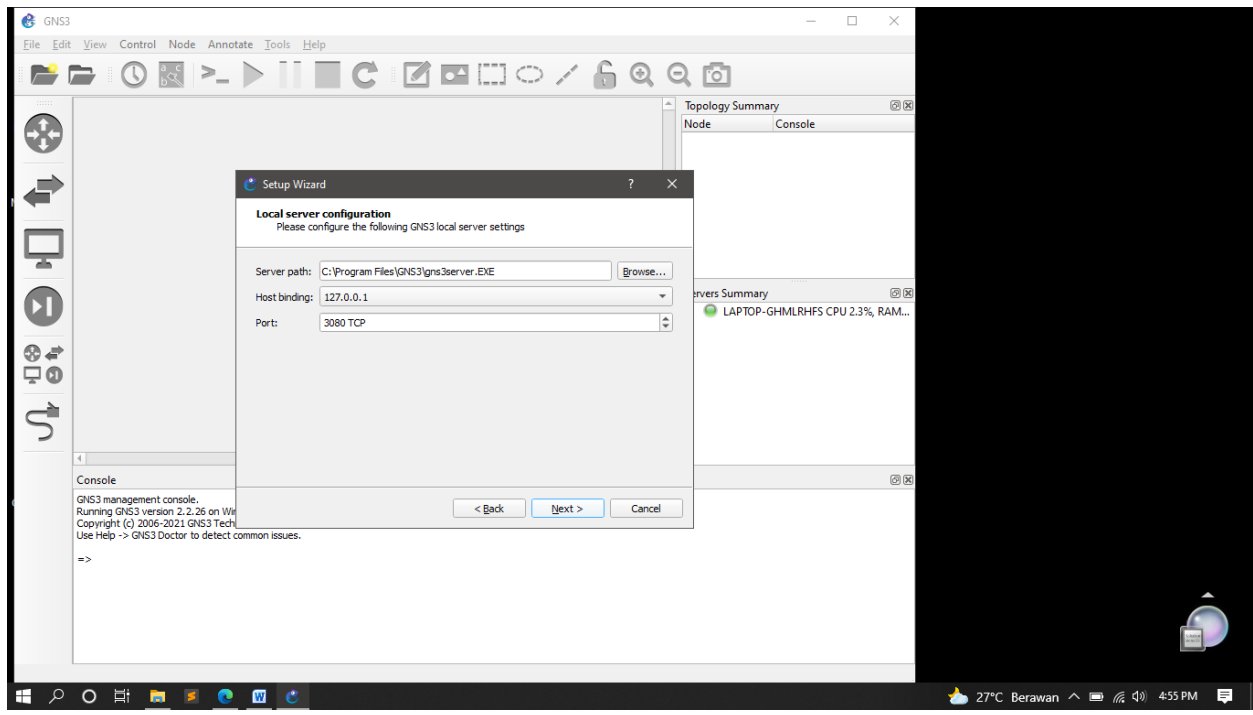 GNS3
File Edit View Control Node Annotate Tools Help
Topology Summary
Node Console
Setup Wizard
Local server configuration
Please configure the following GNS3 local server settings
Server path: C:\Program Files\GNS3\gns3server.EXE Browse...
Host binding: 127.0.0.1
Port: 3080 TCP
ervers Summary
LAPTOP-GHMLRHFS CPU 2.3%, RAM...
< Back Next > Cancel
Console
GNS3 management console.
Running GNS3 version 2.2.26 on Wi
Copyright (c) 2006-2021 GNS3 Tech
Use Help -> GNS3 Doctor to detect common issues.
=>
27°C Berawan 4:55 PM